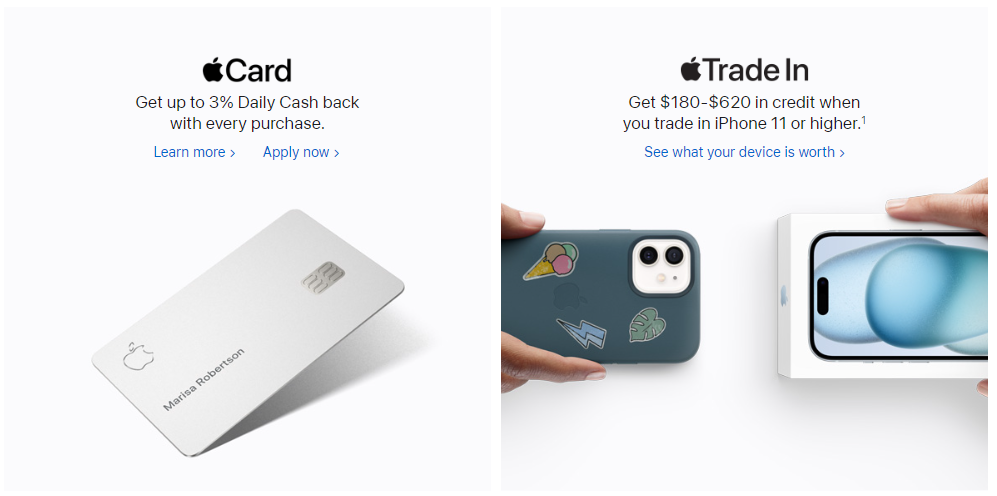 Card
Get up to 3% Daily Cash back
with every purchase.
Learn more >
Apply now >
Marisa Robertson
Trade In
Get $180-$620 in credit when
you trade in iPhone 11 or higher.¹
See what your device is worth >